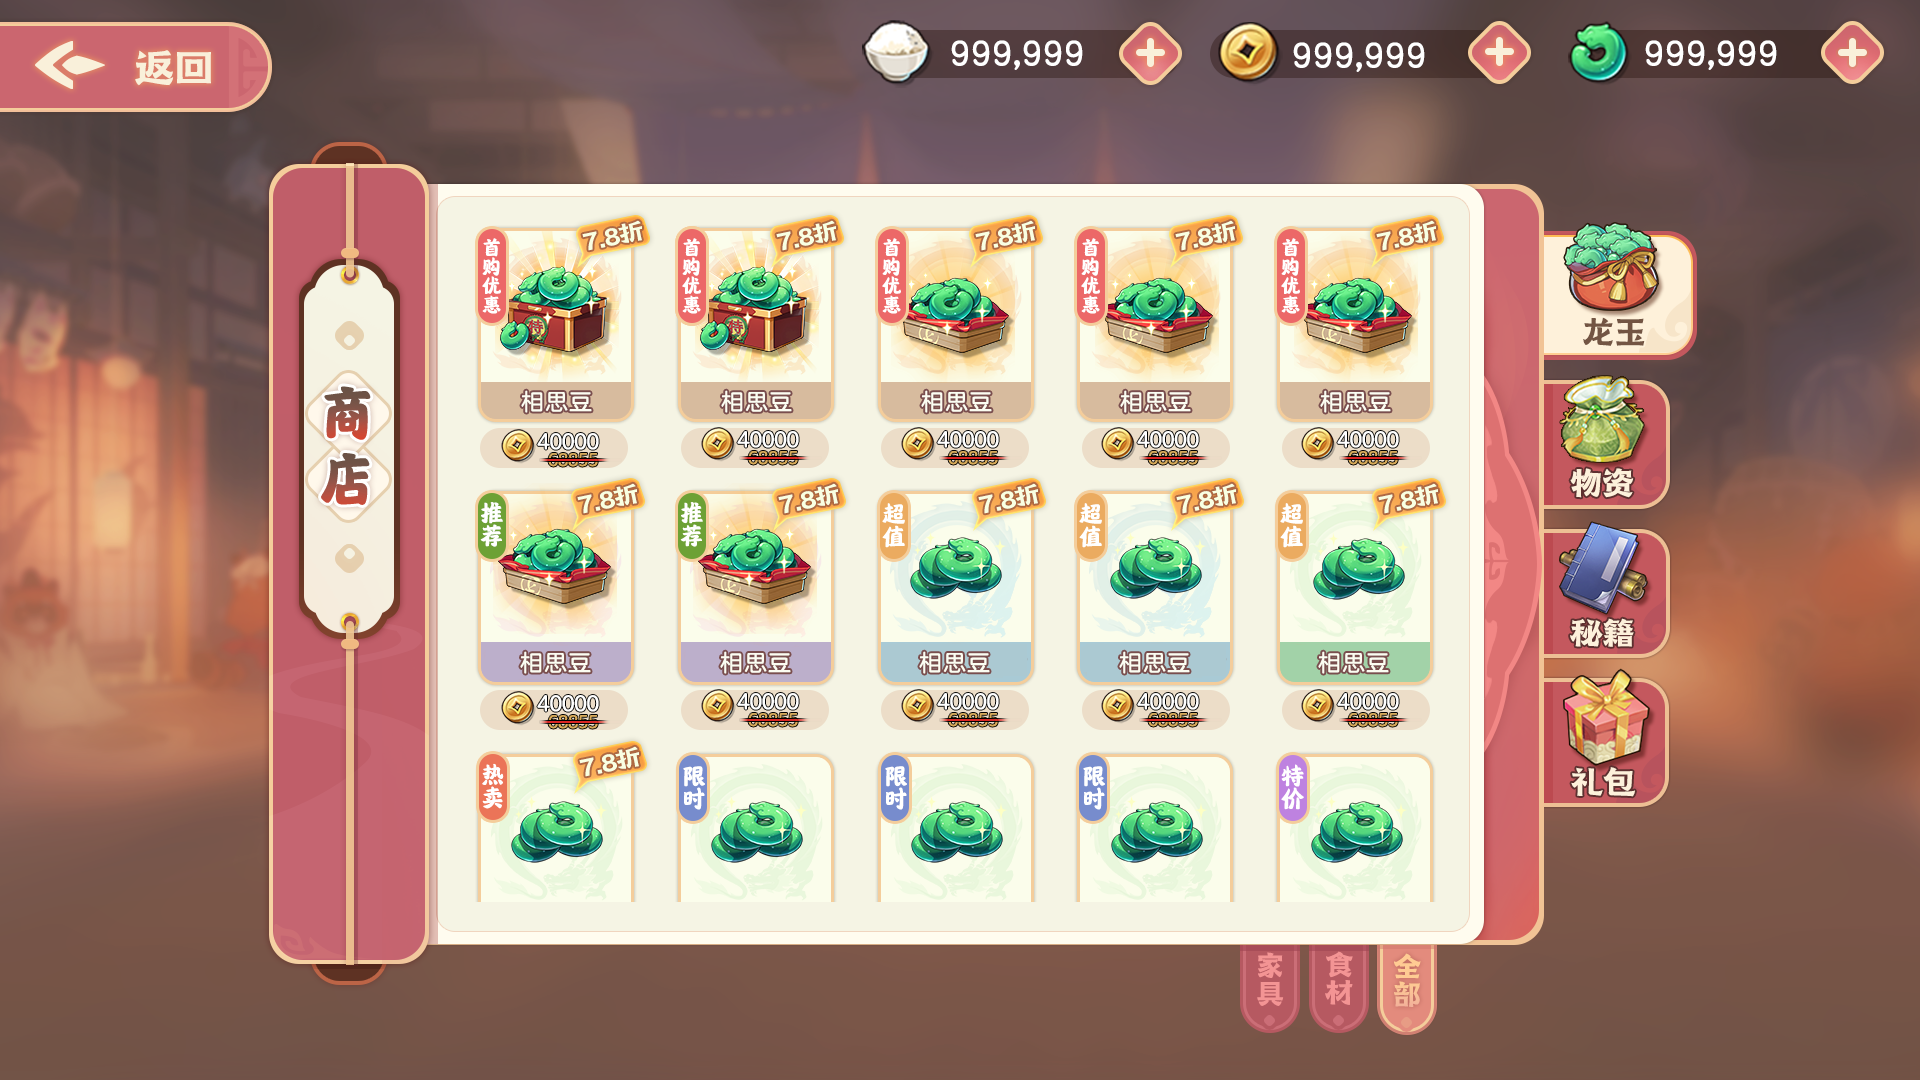 返回
999,999
999,999
999,999
商店
首购优惠
7.8折
首购优惠
7.8折
首购优惠
7.8折
首购优惠
7.8折
首购优惠
7.8折
相思豆
相思豆
相思豆
相思豆
相思豆
40000
68855
40000
68855
40000
68855
40000
68855
40000
68855
推荐
7.8折
推荐
7.8折
超值
7.8折
超值
7.8折
超值
7.8折
相思豆
相思豆
相思豆
相思豆
相思豆
40000
68855
40000
68855
40000
68855
40000
68855
40000
68855
热卖
7.8折
限时
限时
限时
特价
龙玉
物资
秘籍
礼包
家具
食材
全部